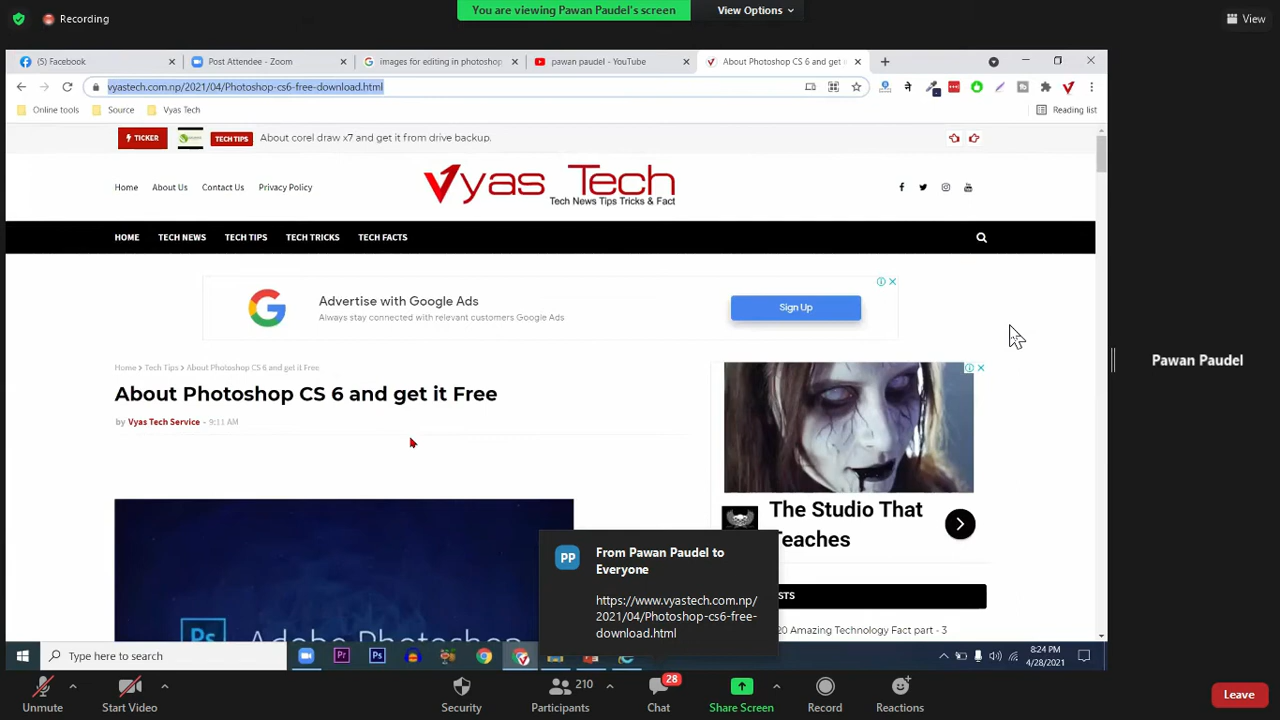 Recording
You are viewing Pawan Paudel's screen
View Options
View
(5) Facebook
Post Attendee - Zoom
images for editing in photoshop
pawan paudel - YouTube
About Photoshop CS 6 and get it
vyastech.com.np/2021/04/Photoshop-cs6-free-download.html
Online tools
Source
Vyas Tech
Reading list
TICKER
TECH TIPS
About corel draw x7 and get it from drive backup.
Home
About Us
Contact Us
Privacy Policy
Vyas Tech
Tech News Tips Tricks & Fact
HOME
TECH NEWS
TECH TIPS
TECH TRICKS
TECH FACTS
Advertise with Google Ads
Always stay connected with relevant customers Google Ads
Sign Up
Home > Tech Tips > About Photoshop CS 6 and get it Free
About Photoshop CS 6 and get it Free
by Vyas Tech Service - 9:11 AM
The Studio That
Teaches
Pawan Paudel
PP
From Pawan Paudel to
Everyone
https://www.vyastech.com.np/
2021/04/Photoshop-cs6-free-
download.html
STS
20 Amazing Technology Fact part - 3
Ps
Adobe Photoshop
Type here to search
Pr
Ps
8:24 PM
4/28/2021
Unmute
Start Video
Security
210
Participants
28
Chat
Share Screen
Record
Reactions
Leave